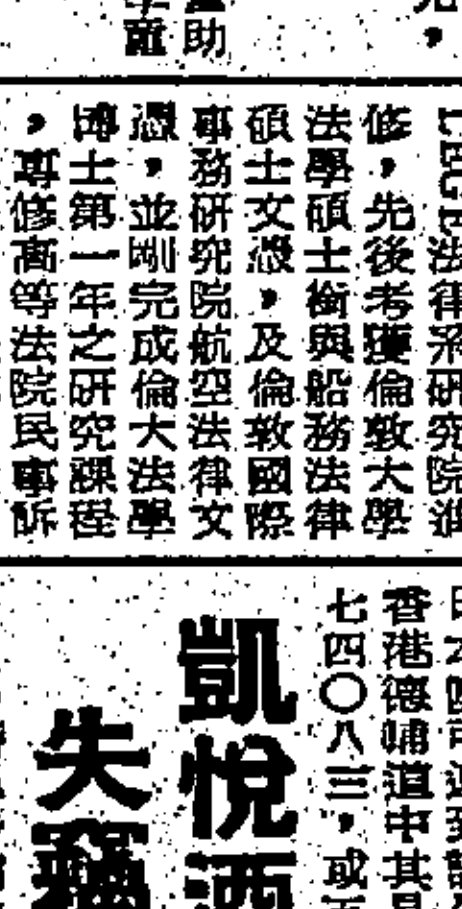 助
童
法律系研究院進
修，先後考獲倫敦大學
法學碩士銜與船務法律
碩士文憑，及倫敦國際
事務研究院航空法律文
憑，並剛完成倫大法學
博士第一年之研究課程
，專修高等法院民事訴
香港德輔道中其昌
七四〇八三，或
凱悅酒
失竊